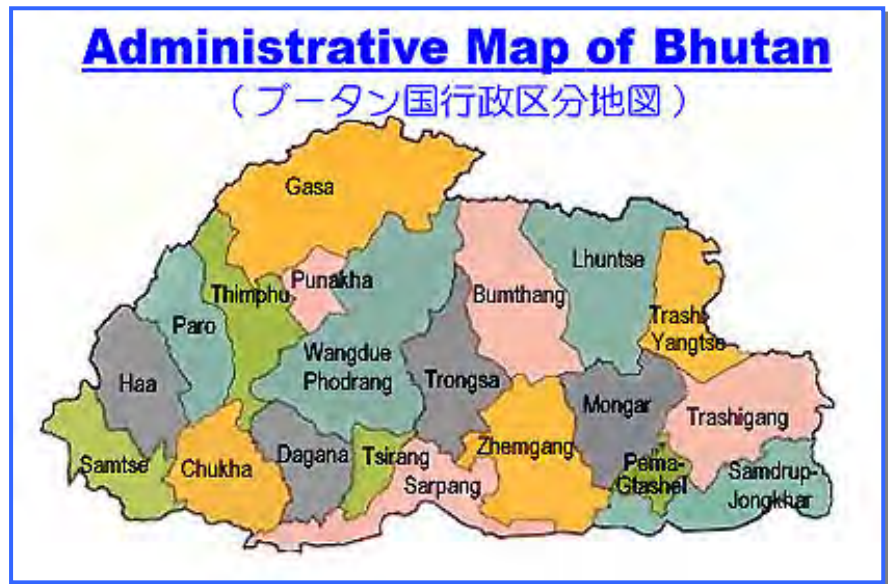 Administrative Map of Bhutan
（ブータン国行政区分地図）
Gasa
Punakha
Thimphu
Paro
Haa
Wangdue
Phodrang
Bumthang
Lhuntse
Trashi-
Yangtse
Trongsa
Mongar
Trashigang
Samtse
Chukha
Dagana
Tsirang
Sarpang
Zhemgang
Pema-
Gtashel
Samdrup-
Jongkhar